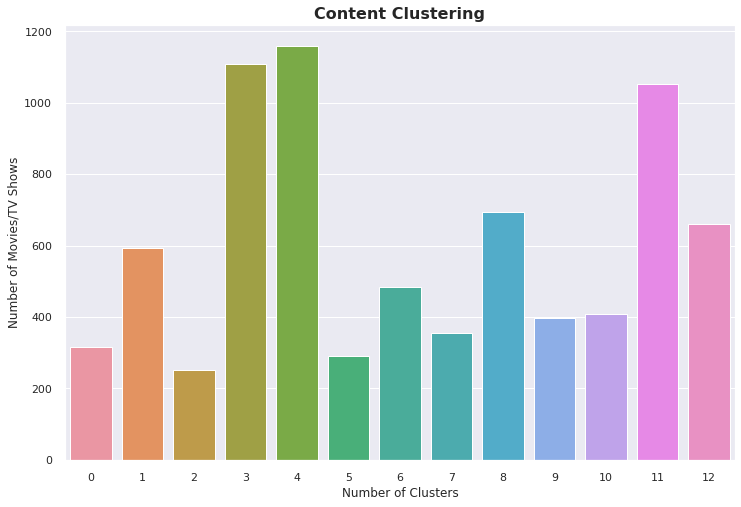 Content Clustering
1200
1000
800
600
400
200
0
Number of Movies/TV Shows
0 1 2 3 4 5 6 7 8 9 10 11 12
Number of Clusters